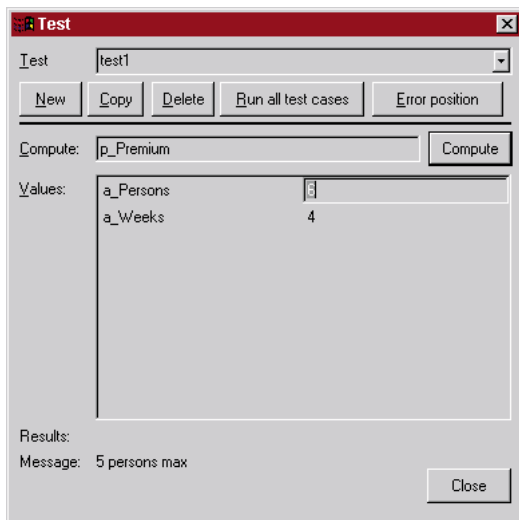 Test
Test test1
New Copy Delete Run all test cases Error position
Compute: p_Premium Compute
Values: a_Persons 6
a_Weeks 4
Results:
Message: 5 persons max
Close